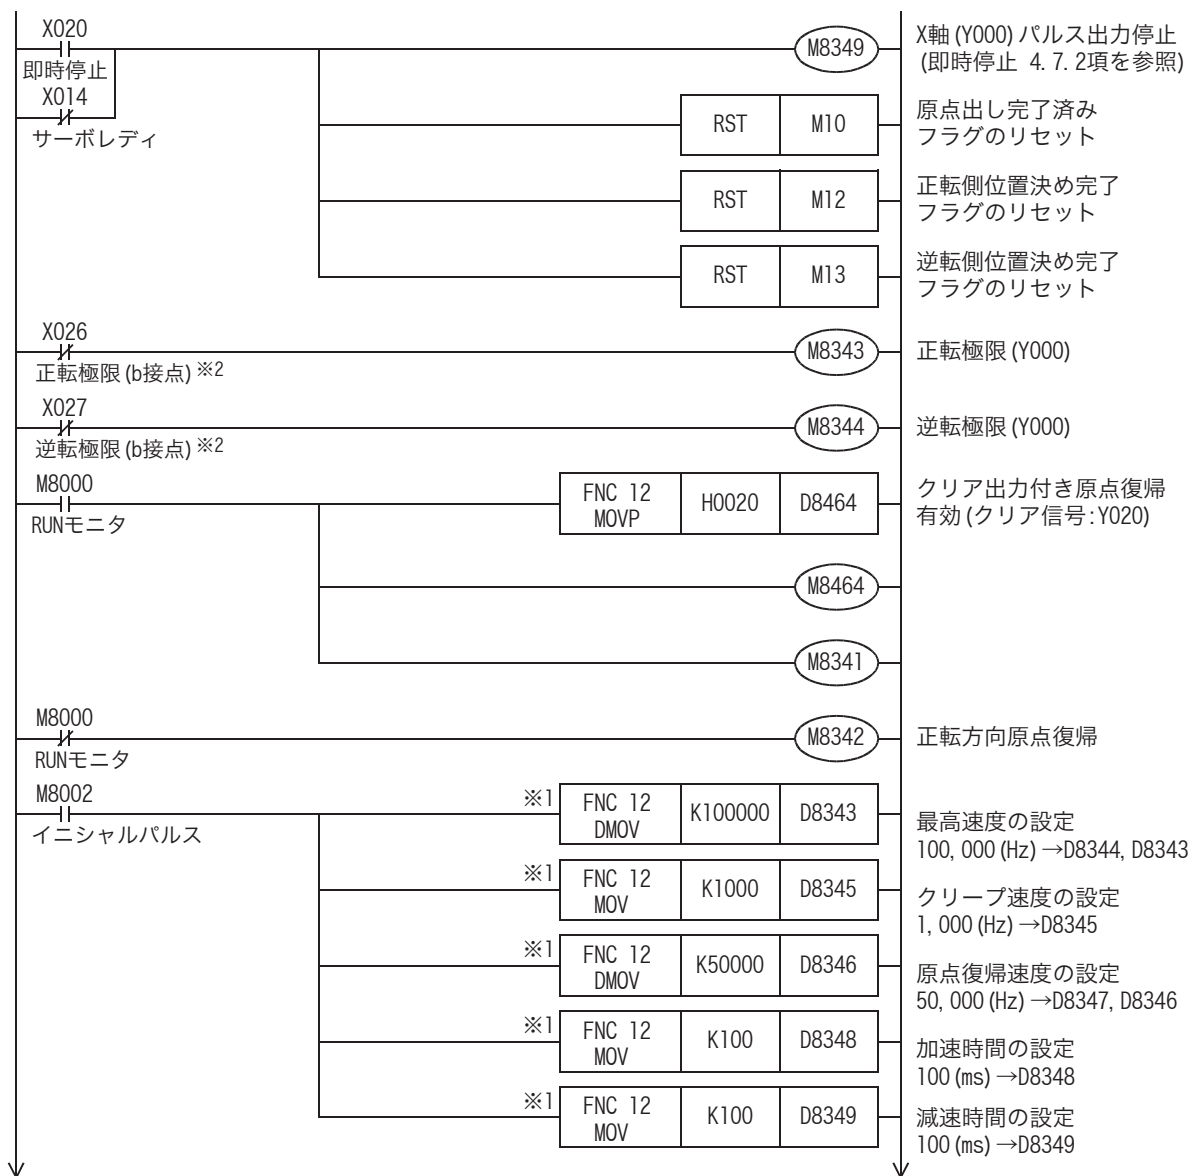 X020
即時停止
X014
サーボレディ
M8349
X軸(Y000)パルス出力停止
(即時停止 4.7.2項を参照)
RST M10
原点出し完了済み
フラグのリセット
RST M12
正転側位置決め完了
フラグのリセット
RST M13
逆転側位置決め完了
フラグのリセット
X026
正転極限(b接点)※2
M8343
正転極限(Y000)
X027
逆転極限(b接点)※2
M8344
逆転極限(Y000)
M8000
RUNモニタ
FNC 12
MOVP
H0020
D8464
クリア出力付き原点復帰
有効(クリア信号:Y020)
M8464
M8341
M8000
RUNモニタ
M8342
正転方向原点復帰
M8002
イニシャルパルス
※1
FNC 12
DMOV
K100000
D8343
最高速度の設定
100,000(Hz)→D8344,D8343
※1
FNC 12
MOV
K1000
D8345
クリープ速度の設定
1,000(Hz)→D8345
※1
FNC 12
DMOV
K50000
D8346
原点復帰速度の設定
50,000(Hz)→D8347,D8346
※1
FNC 12
MOV
K100
D8348
加速時間の設定
100(ms)→D8348
※1
FNC 12
MOV
K100
D8349
減速時間の設定
100(ms)→D8349